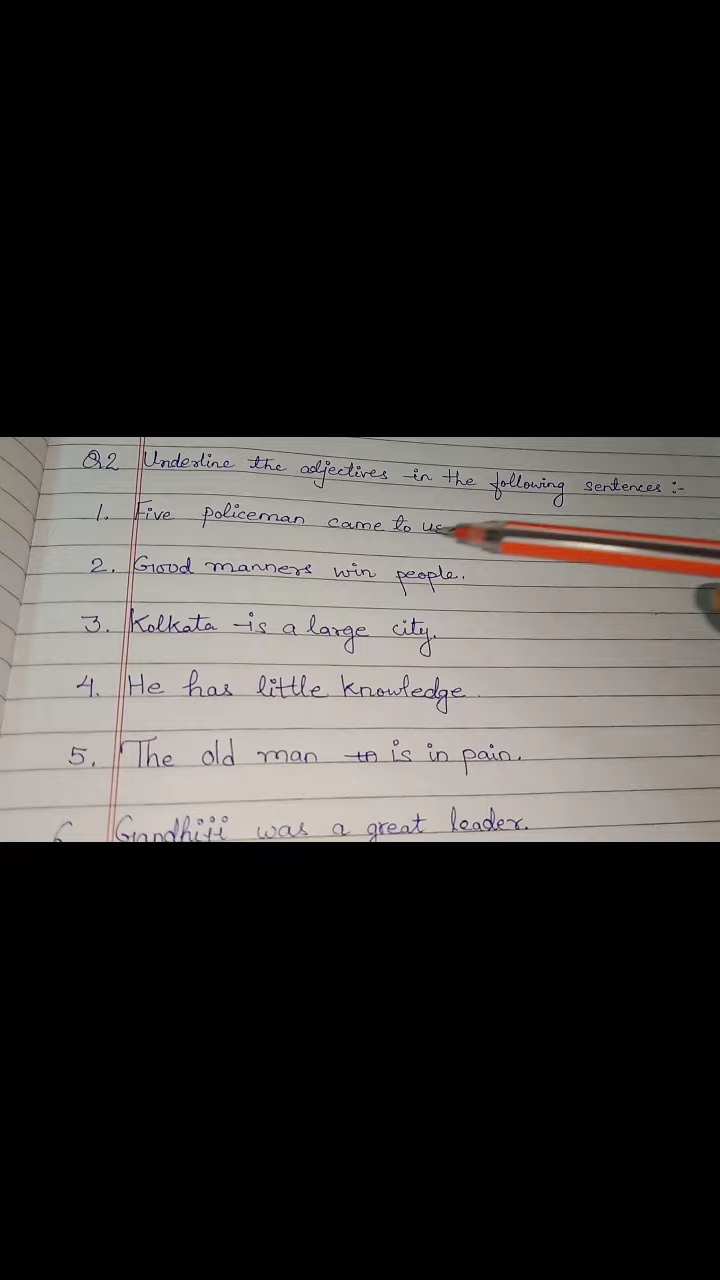 Q2 Underline the adjectives in the following sentences :-
1. Five policeman came to us
2. Good manners win people.
3. Kolkata is a large city.
4. He has little knowledge.
5. The old man is in pain.
6. Gandhiji was a great leader.